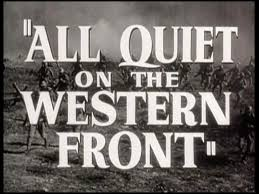 "ALL QUIET
ON THE
WESTERN
FRONT"